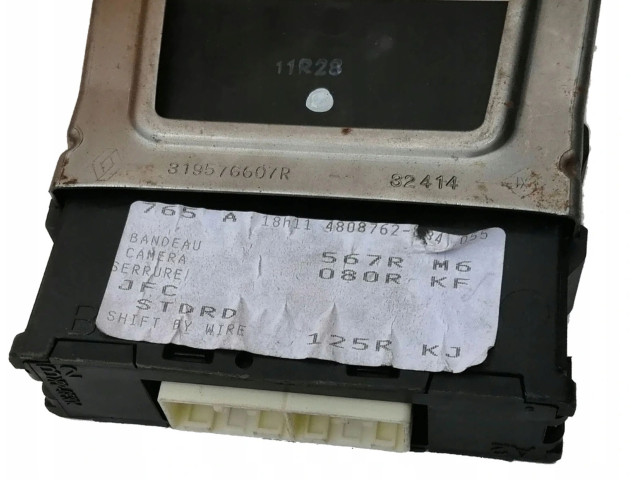 11R28
319576607R 82414
765 A 18H11 4808762-
BANDEAU 567R M6
CAMERA 080R KF
SERRURE/
JFC
STDRD
SHIFT BY WIRE 125R KJ